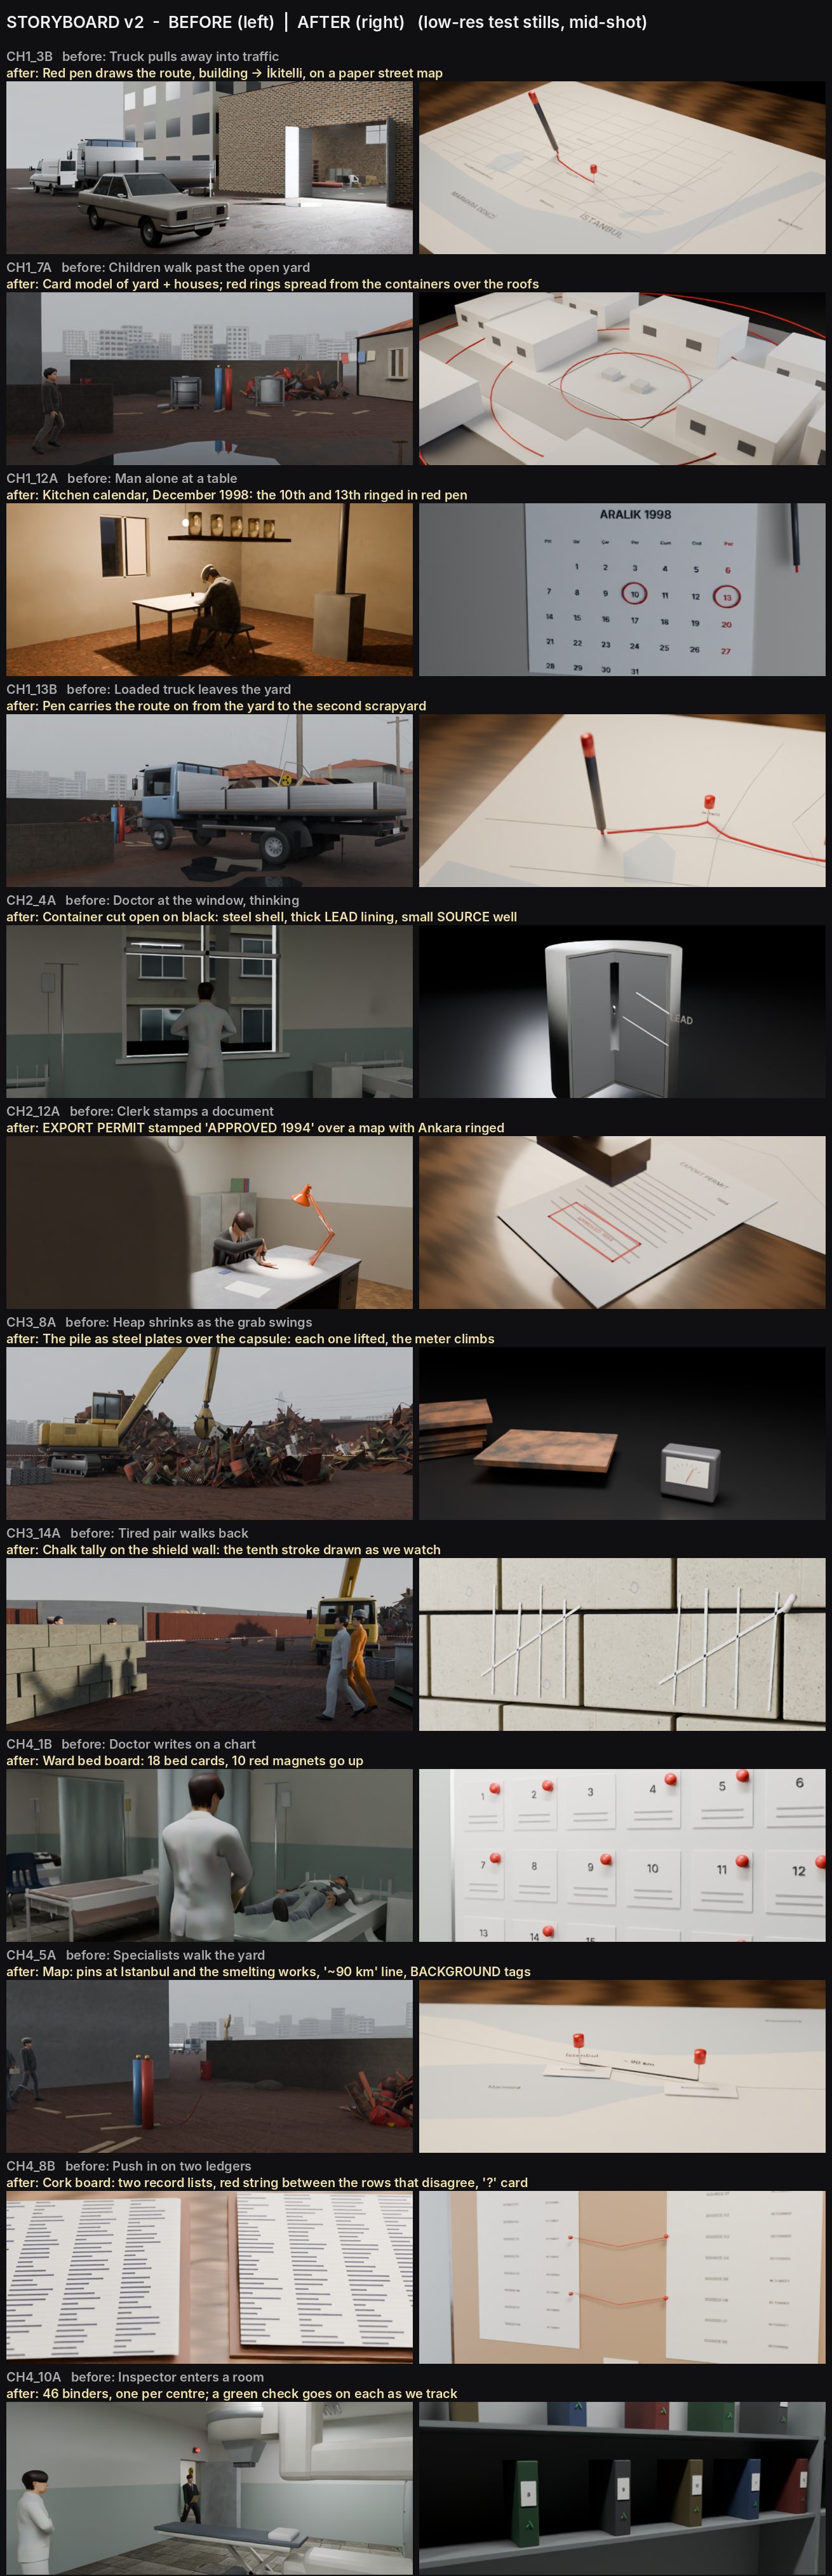 STORYBOARD v2 - BEFORE (left) | AFTER (right) (low-res test stills, mid-shot)
CH1_3B before: Truck pulls away into traffic
after: Red pen draws the route, building → İkitelli, on a paper street map
MARMARA DENIZI
ISTANBUL
CH1_7A before: Children walk past the open yard
after: Card model of yard + houses; red rings spread from the containers over the roofs
CH1_12A before: Man alone at a table
after: Kitchen calendar, December 1998: the 10th and 13th ringed in red pen
ARALIK 1998
Pzt Sal Çar Per Cum Cmt Paz
1 2 3 4 5 6
7 8 9 10 11 12 13
14 15 16 17 18 19 20
21 22 23 24 25 26 27
28 29 30 31
CH1_13B before: Loaded truck leaves the yard
after: Pen carries the route on from the yard to the second scrapyard
CH2_4A before: Doctor at the window, thinking
after: Container cut open on black: steel shell, thick LEAD lining, small SOURCE well
LEAD
CH2_12A before: Clerk stamps a document
after: EXPORT PERMIT stamped 'APPROVED 1994' over a map with Ankara ringed
EXPORT PERMIT
APPROVED 1994
CH3_8A before: Heap shrinks as the grab swings
after: The pile as steel plates over the capsule: each one lifted, the meter climbs
CH3_14A before: Tired pair walks back
after: Chalk tally on the shield wall: the tenth stroke drawn as we watch
CH4_1B before: Doctor writes on a chart
after: Ward bed board: 18 bed cards, 10 red magnets go up
1 2 3 4 5 6
7 8 9 10 11 12
13 14 15
CH4_5A before: Specialists walk the yard
after: Map: pins at Istanbul and the smelting works, '~90 km' line, BACKGROUND tags
CH4_8B before: Push in on two ledgers
after: Cork board: two record lists, red string between the rows that disagree, '?' card
CH4_10A before: Inspector enters a room
after: 46 binders, one per centre; a green check goes on each as we track